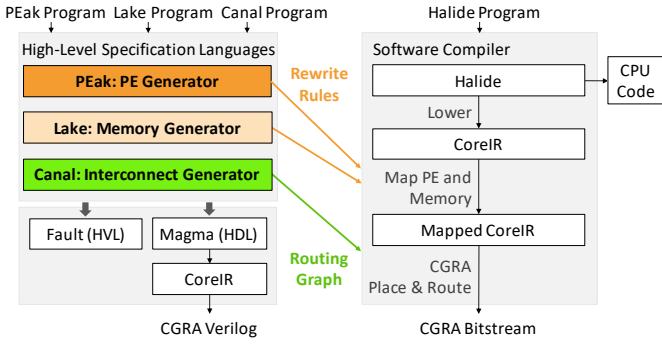 PEak Program
Lake Program
Canal Program
Halide Program
High-Level Specification Languages
PEak: PE Generator
Lake: Memory Generator
Canal: Interconnect Generator
Fault (HVL)
Magma (HDL)
CoreIR
CGRA Verilog
Rewrite
Rules
Routing
Graph
Software Compiler
Halide
CPU
Code
Lower
CoreIR
Map PE and
Memory
Mapped CoreIR
CGRA
Place & Route
CGRA Bitstream